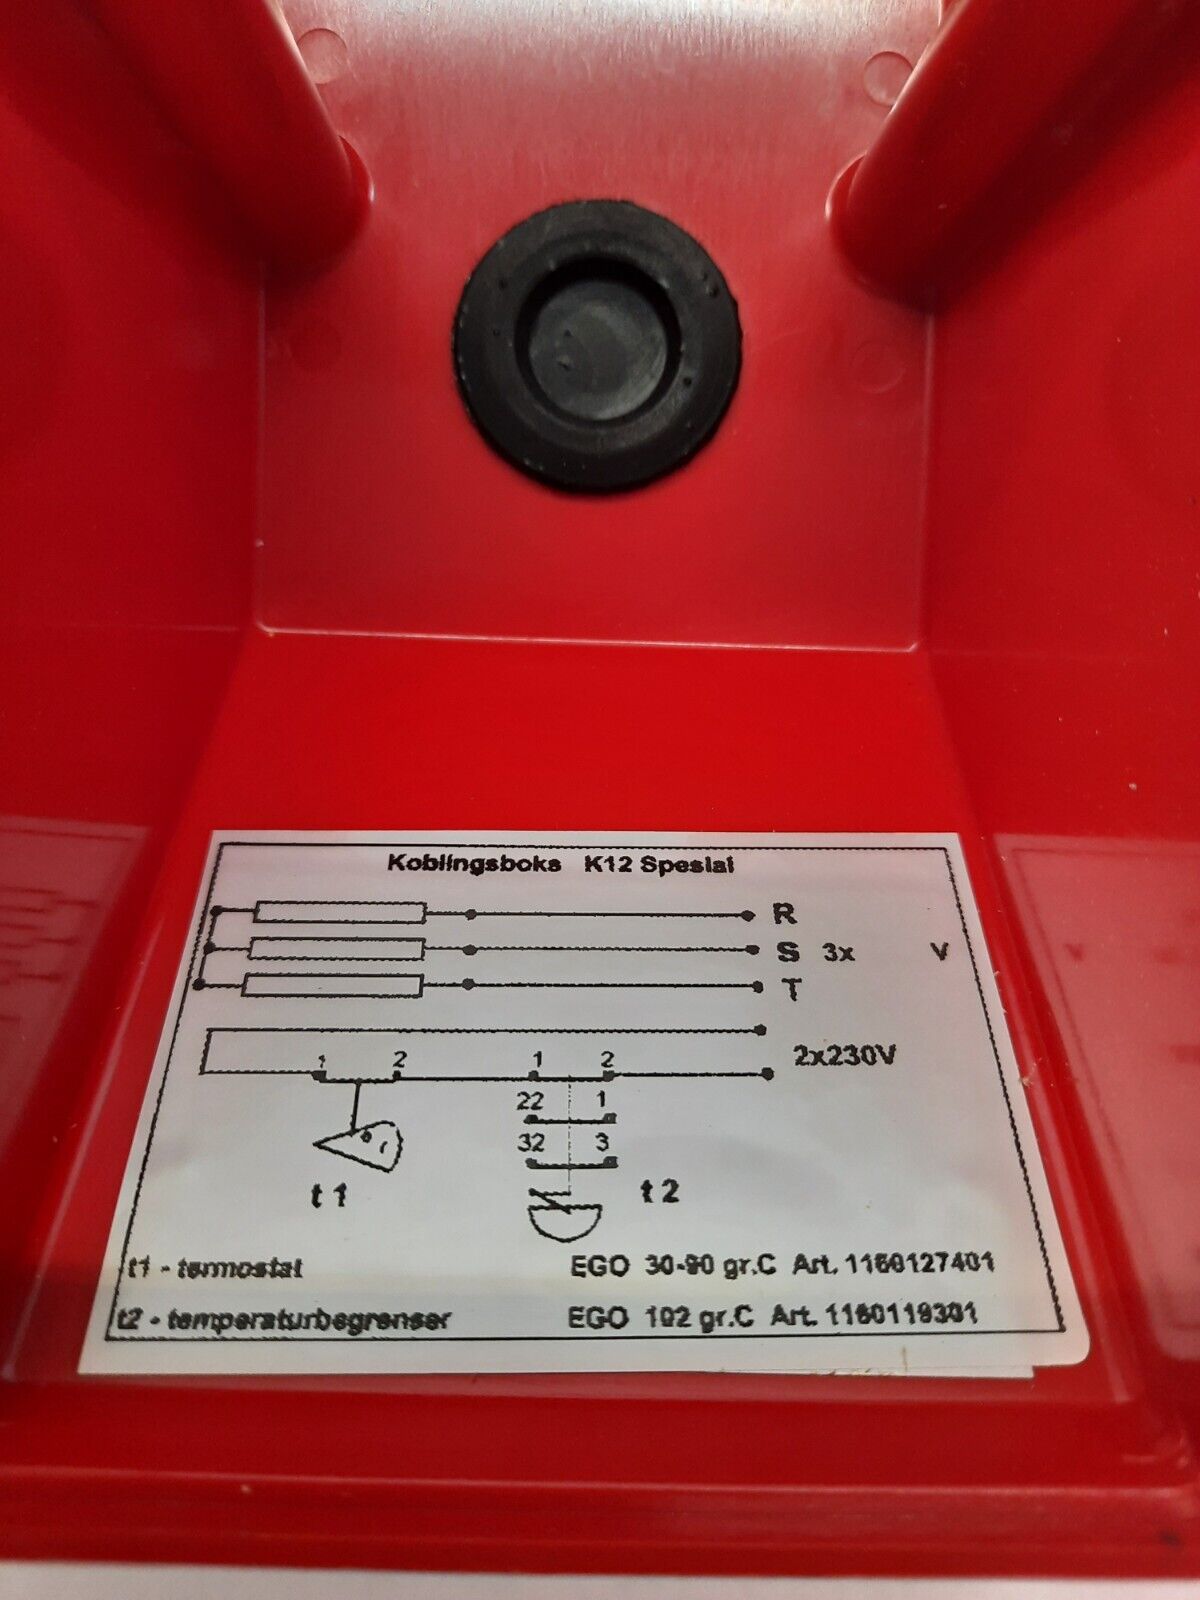 Koblingsboks K12 Spesial
R
S 3x V
T
2x230V
1 2 1 2
22 1
32 3
t 1 t 2
t1 - termostat EGO 30-90 gr.C Art. 1160127401
t2 - temperaturbegrenser EGO 102 gr.C Art. 1160119301